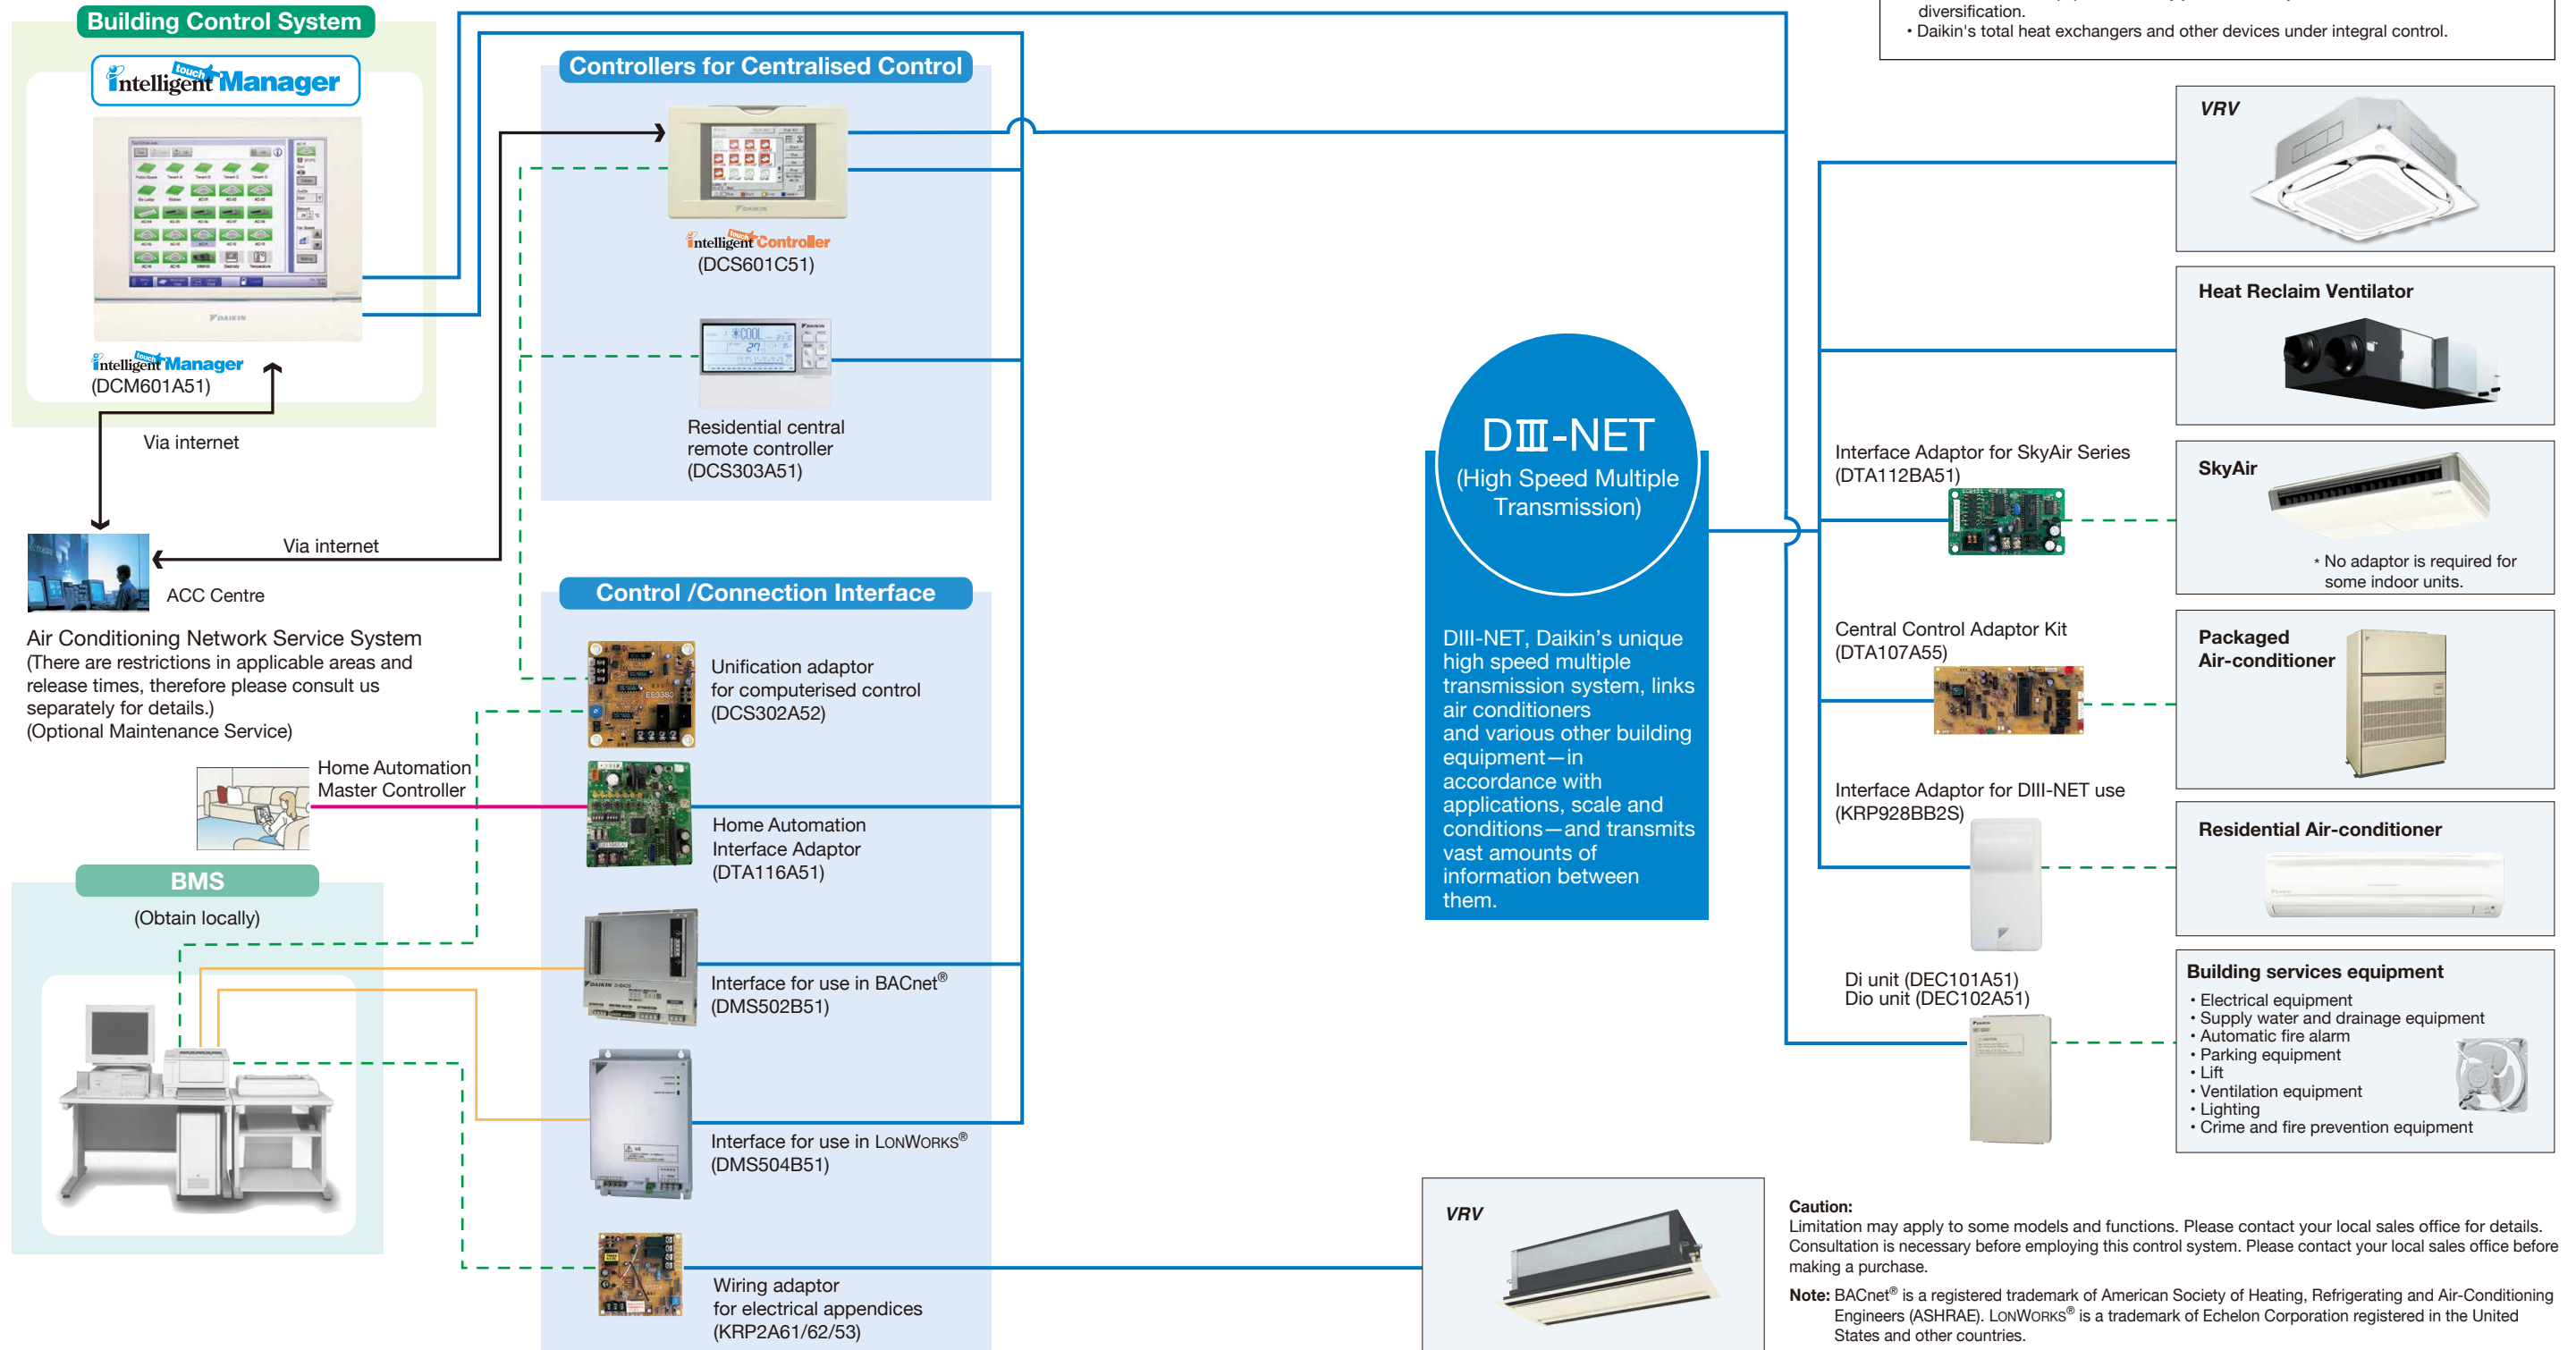 Building Control System
intelligent touch Manager
DAIKIN
intelligent touch Manager
(DCM601A51)
Via internet
Via internet
ACC Centre
Air Conditioning Network Service System
(There are restrictions in applicable areas and
release times, therefore please consult us
separately for details.)
(Optional Maintenance Service)
Home Automation
Master Controller
BMS
(Obtain locally)
Controllers for Centralised Control
DAIKIN
intelligent touch Controller
(DCS601C51)
DAIKIN
COOL
Residential central
remote controller
(DCS303A51)
Control /Connection Interface
EE9380
Unification adaptor
for computerised control
(DCS302A52)
Home Automation
Interface Adaptor
(DTA116A51)
DAIKIN
Interface for use in BACnet®
(DMS502B51)
Interface for use in LONWORKS®
(DMS504B51)
Wiring adaptor
for electrical appendices
(KRP2A61/62/53)
DIII-NET
(High Speed Multiple
Transmission)
DIII-NET, Daikin’s unique
high speed multiple
transmission system, links
air conditioners
and various other building
equipment—in
accordance with
applications, scale and
conditions—and transmits
vast amounts of
information between
them.
diversification.
• Daikin's total heat exchangers and other devices under integral control.
VRV
Heat Reclaim Ventilator
Interface Adaptor for SkyAir Series
(DTA112BA51)
SkyAir
* No adaptor is required for
some indoor units.
Central Control Adaptor Kit
(DTA107A55)
Packaged
Air-conditioner
Interface Adaptor for DIII-NET use
(KRP928BB2S)
Residential Air-conditioner
Di unit (DEC101A51)
Dio unit (DEC102A51)
Building services equipment
• Electrical equipment
• Supply water and drainage equipment
• Automatic fire alarm
• Parking equipment
• Lift
• Ventilation equipment
• Lighting
• Crime and fire prevention equipment
VRV
Caution:
Limitation may apply to some models and functions. Please contact your local sales office for details.
Consultation is necessary before employing this control system. Please contact your local sales office before
making a purchase.
Note: BACnet® is a registered trademark of American Society of Heating, Refrigerating and Air-Conditioning
Engineers (ASHRAE). LONWORKS® is a trademark of Echelon Corporation registered in the United
States and other countries.